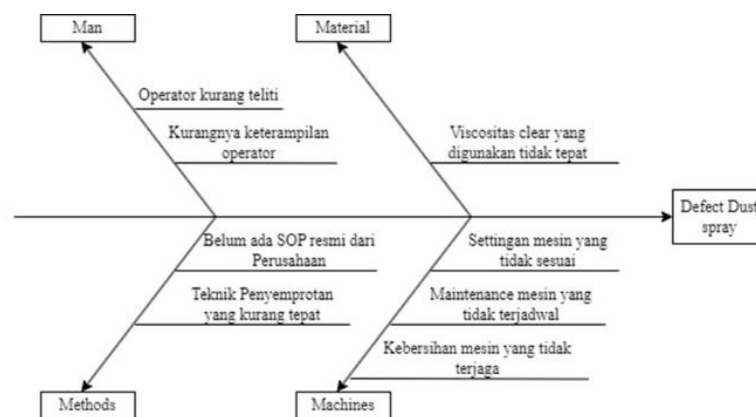 Man
Material
Operator kurang teliti
Kurangnya keterampilan
operator
Viscositas clear yang
digunakan tidak tepat
Defect Dust
spray
Belum ada SOP resmi dari
Perusahaan
Settingan mesin yang
tidak sesuai
Teknik Penyemprotan
yang kurang tepat
Maintenance mesin yang
tidak terjadwal
Kebersihan mesin yang tidak
terjaga
Methods
Machines